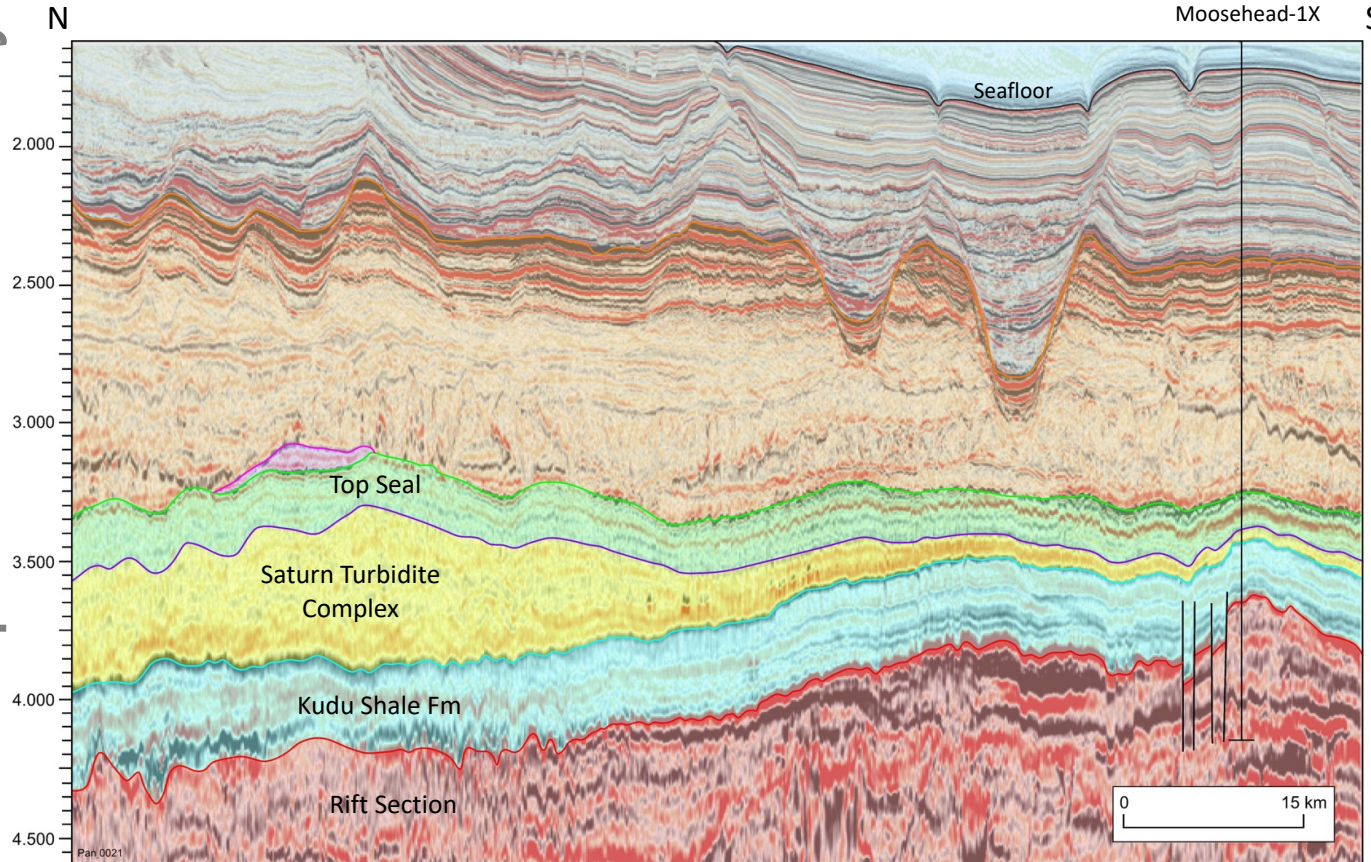 N
Moosehead-1X
S
Seafloor
2.000
2.500
3.000
Top Seal
3.500
Saturn Turbidite
Complex
4.000
Kudu Shale Fm
Rift Section
0 15 km
4.500
Pan 0021